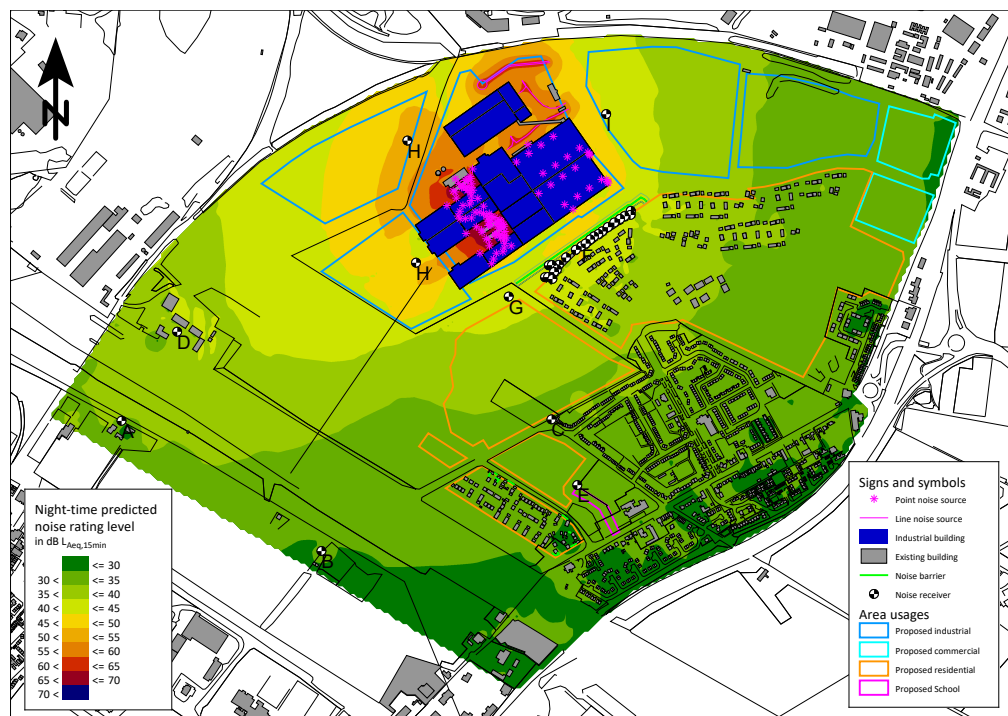 N
H
I
H
F
G
D
A
C
E
B
Night-time predicted
noise rating level
in dB LAeq,15min
<= 30
30 < <= 35
35 < <= 40
40 < <= 45
45 < <= 50
50 < <= 55
55 < <= 60
60 < <= 65
65 < <= 70
70 <
Signs and symbols
Point noise source
Line noise source
Industrial building
Existing building
Noise barrier
Noise receiver
Area usages
Proposed industrial
Proposed commercial
Proposed residential
Proposed School